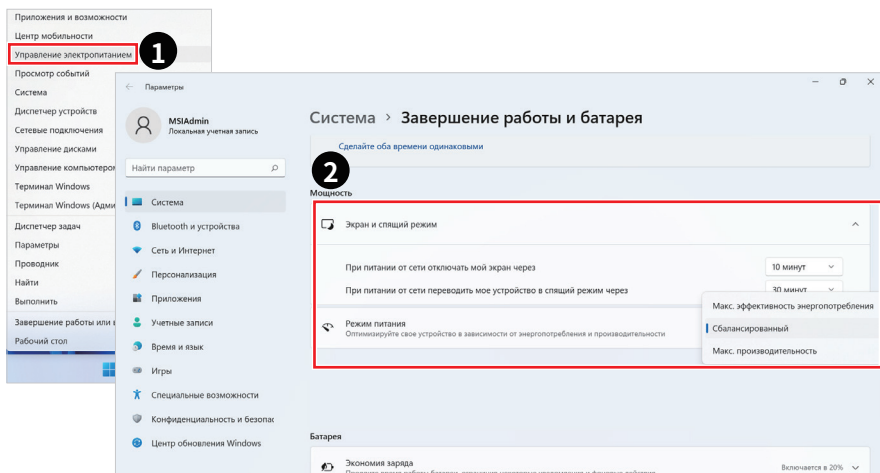 Приложения и возможности
Центр мобильности
Управление электропитанием
1
Просмотр событий
Система
Диспетчер устройств
Сетевые подключения
Управление дисками
Управление компьютером
Терминал Windows
Терминал Windows (Адми
Диспетчер задач
Параметры
Проводник
Найти
Выполнить
Завершение работы или в
Рабочий стол
Параметры
MSIAdmin
Локальная учетная запись
Найти параметр
Система
Bluetooth и устройства
Сеть и Интернет
Персонализация
Приложения
Учетные записи
Время и язык
Игры
Специальные возможности
Конфиденциальность и безопас
Центр обновления Windows
Система > Завершение работы и батарея
Сделайте оба времени одинаковыми
2
Мощность
Экран и спящий режим
При питании от сети отключать мой экран через
10 минут
При питании от сети переводить мое устройство в спящий режим через
30 минут
Режим питания
Оптимизируйте свое устройство в зависимости от энергопотребления и производительности
Макс. эффективность энергопотребления
Сбалансированный
Макс. производительность
Батарея
Экономия заряда
Включается в 20%